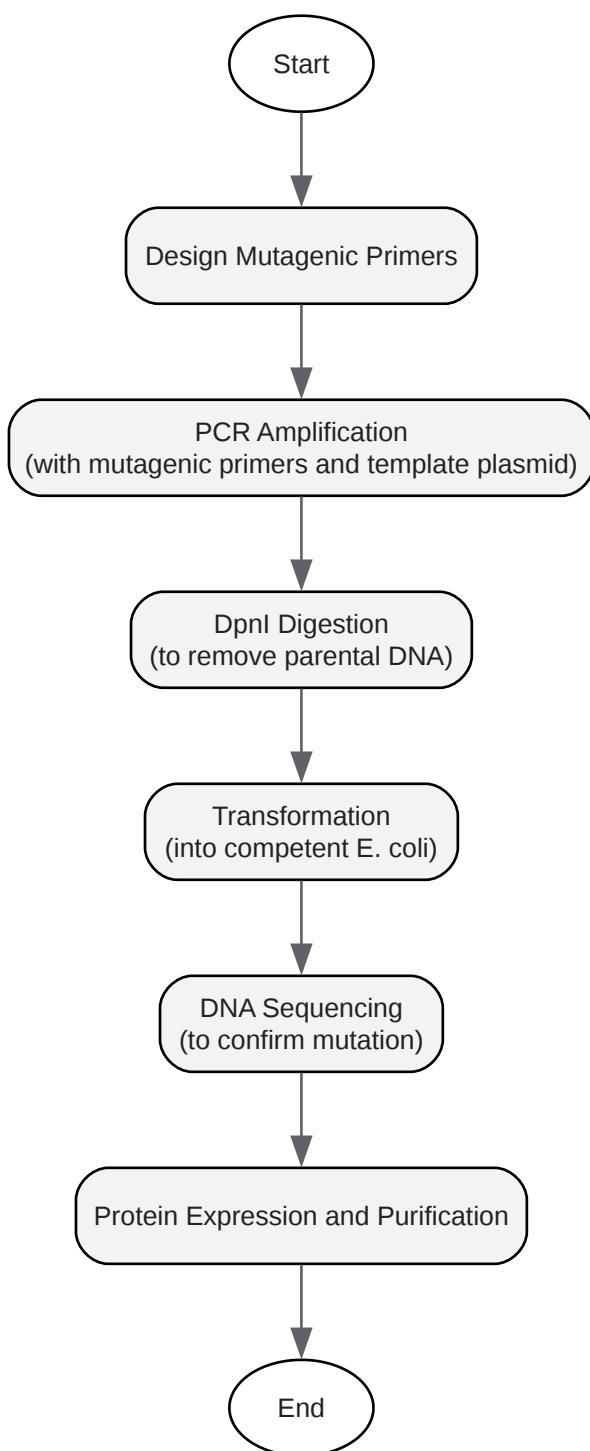 Start
Design Mutagenic Primers
PCR Amplification
(with mutagenic primers and template plasmid)
DpnI Digestion
(to remove parental DNA)
Transformation
(into competent E. coli)
DNA Sequencing
(to confirm mutation)
Protein Expression and Purification
End